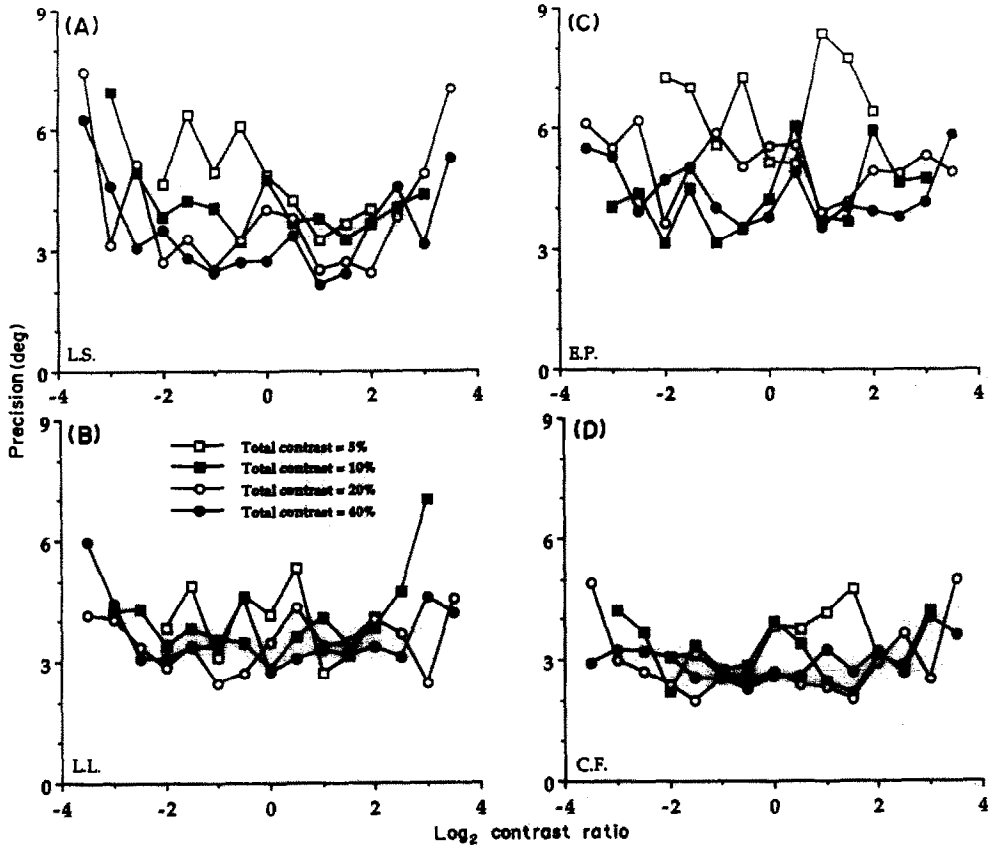 (A)
(C)
9
6
3
0
-4
-2
0
2
4
L.S.
9
6
3
0
-4
-2
0
2
4
E.P.
Precision(deg)
(B)
(D)
9
6
3
0
-4
-2
0
2
4
L.L.
Total contrast = 5%
Total contrast = 10%
Total contrast = 20%
Total contrast = 40%
9
6
3
0
-4
-2
0
2
4
C.F.
Log2 contrast ratio